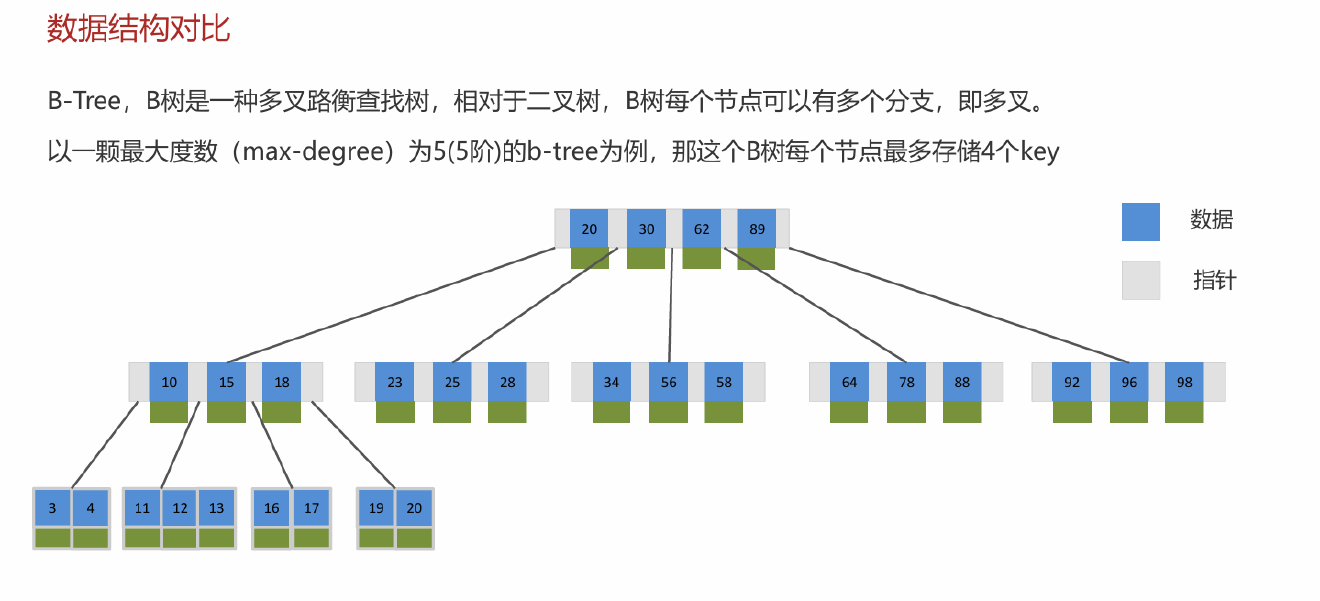 数据结构对比
B-Tree，B树是一种多叉路衡查找树，相对于二叉树，B树每个节点可以有多个分支，即多叉。
以一颗最大度数（max-degree）为5(5阶)的b-tree为例，那这个B树每个节点最多存储4个key
20 30 62 89
数据
指针
10 15 18 23 25 28 34 56 58 64 78 88 92 96 98
3 4 11 12 13 16 17 19 20